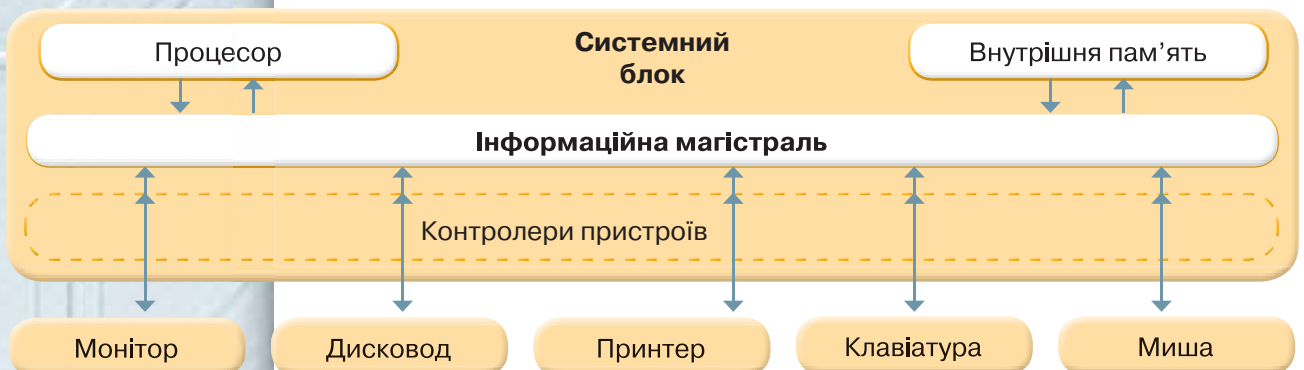 Процесор
Системний
блок
Внутрішня пам’ять
Інформаційна магістраль
Контролери пристроїв
Монітор
Дисковод
Принтер
Клавіатура
Миша